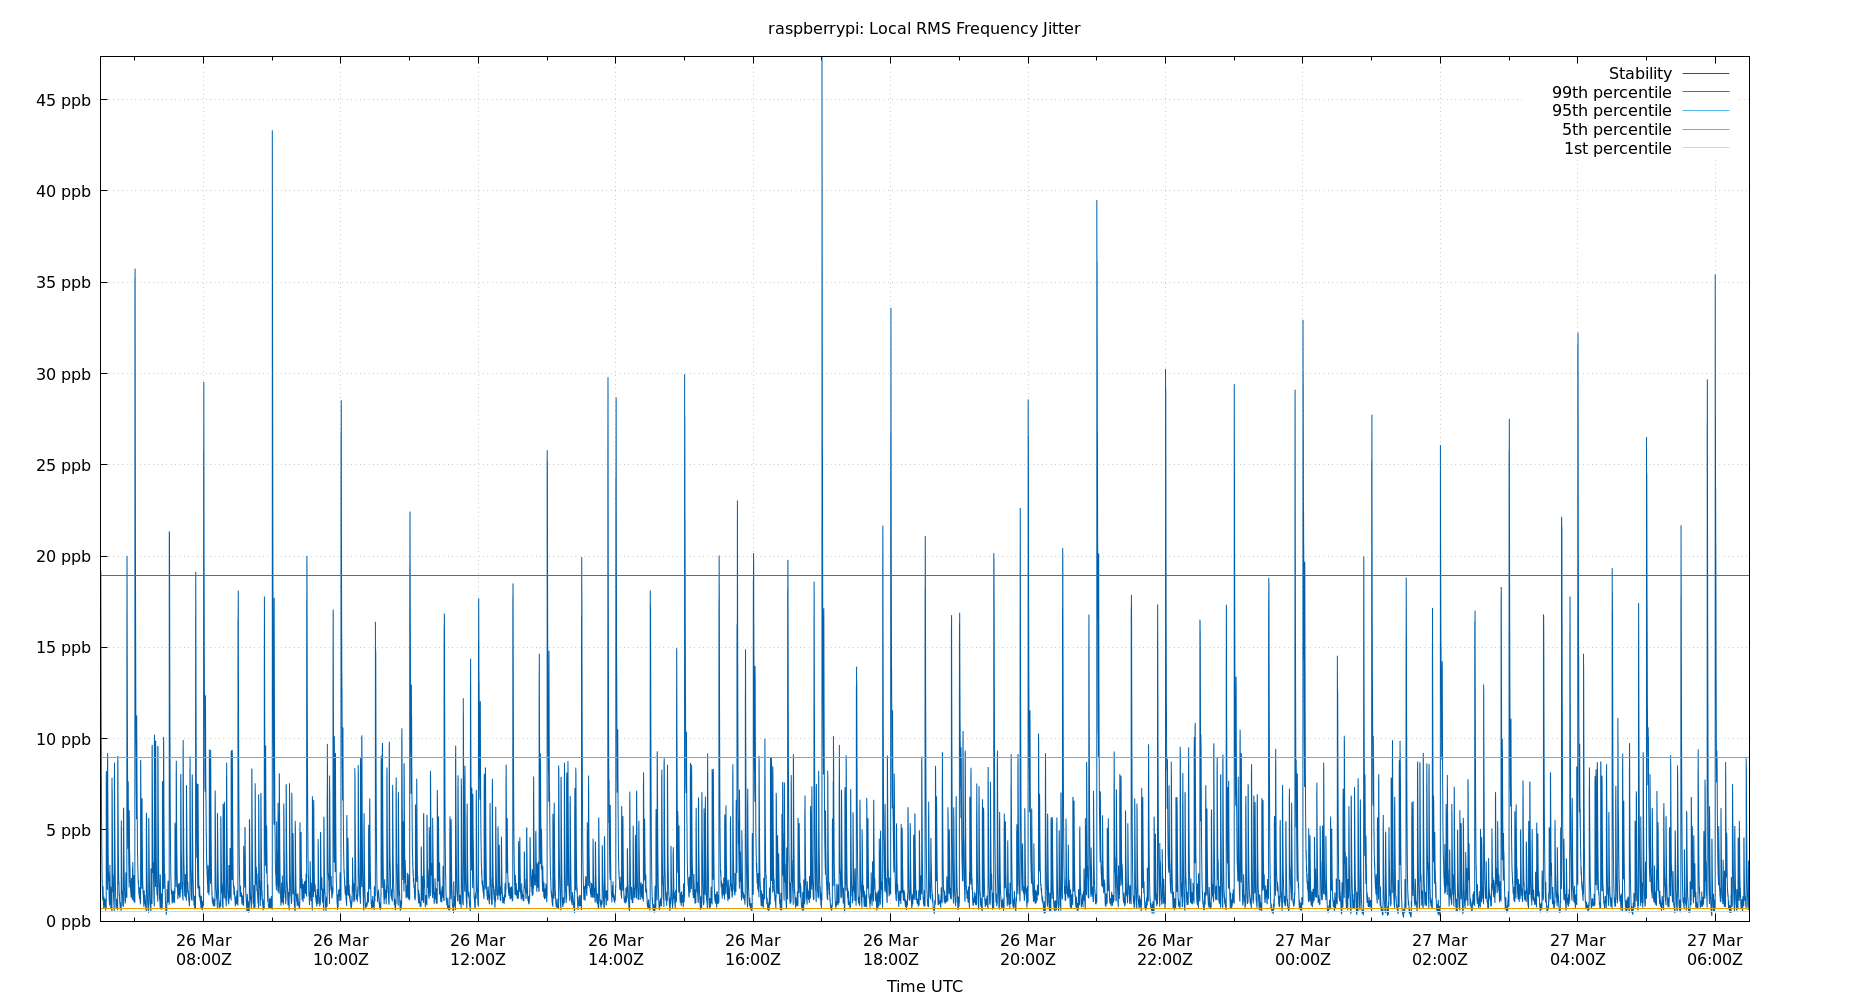 raspberrypi: Local RMS Frequency Jitter
Stability
99th percentile
95th percentile
5th percentile
1st percentile
45 ppb
40 ppb
35 ppb
30 ppb
25 ppb
20 ppb
15 ppb
10 ppb
5 ppb
0 ppb
26 Mar 26 Mar 26 Mar 26 Mar 26 Mar 26 Mar 26 Mar 26 Mar 27 Mar 27 Mar 27 Mar 27 Mar
08:00Z 10:00Z 12:00Z 14:00Z 16:00Z 18:00Z 20:00Z 22:00Z 00:00Z 02:00Z 04:00Z 06:00Z
Time UTC